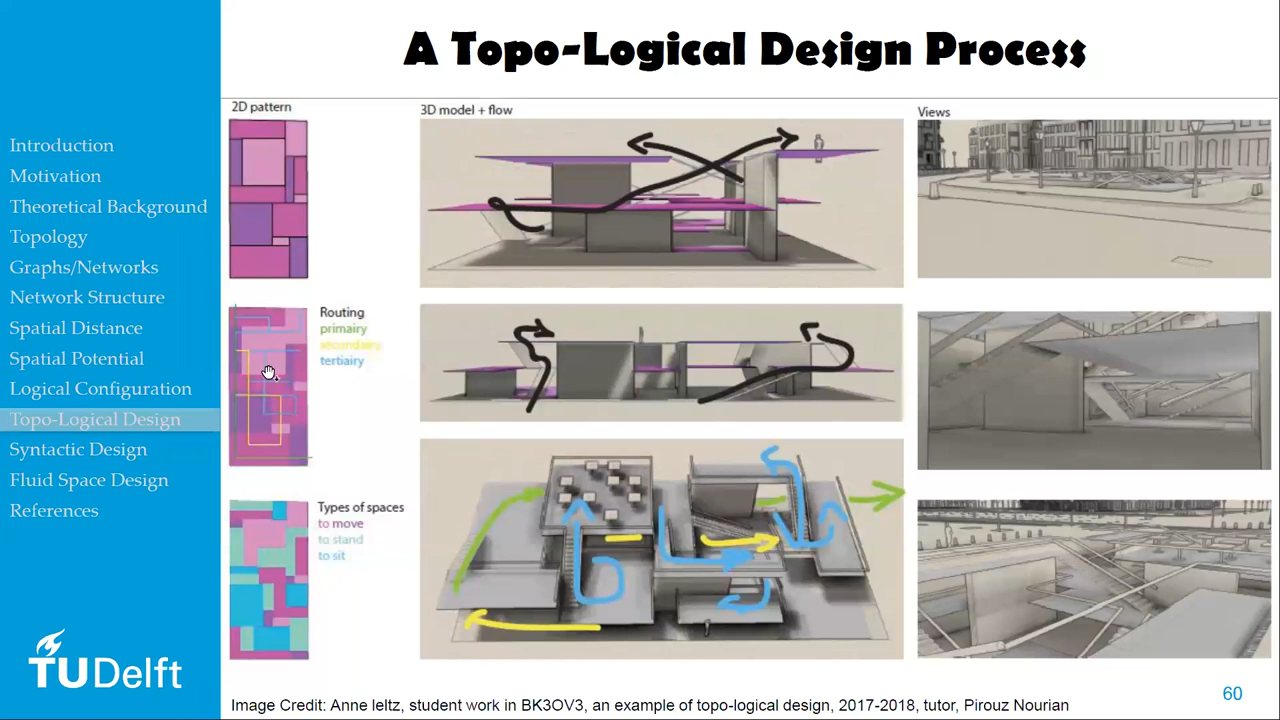 A Topo-Logical Design Process
Introduction
Motivation
Theoretical Background
Topology
Graphs/Networks
Network Structure
Spatial Distance
Spatial Potential
Logical Configuration
Topo-Logical Design
Syntactic Design
Fluid Space Design
References
TUDelft
2D pattern
3D model + flow
Views
Routing
primairy
secondairy
tertiairy
Types of spaces
to move
to stand
to sit
Image Credit: Anne Ieltz, student work in BK3OV3, an example of topo-logical design, 2017-2018, tutor, Pirouz Nourian
60